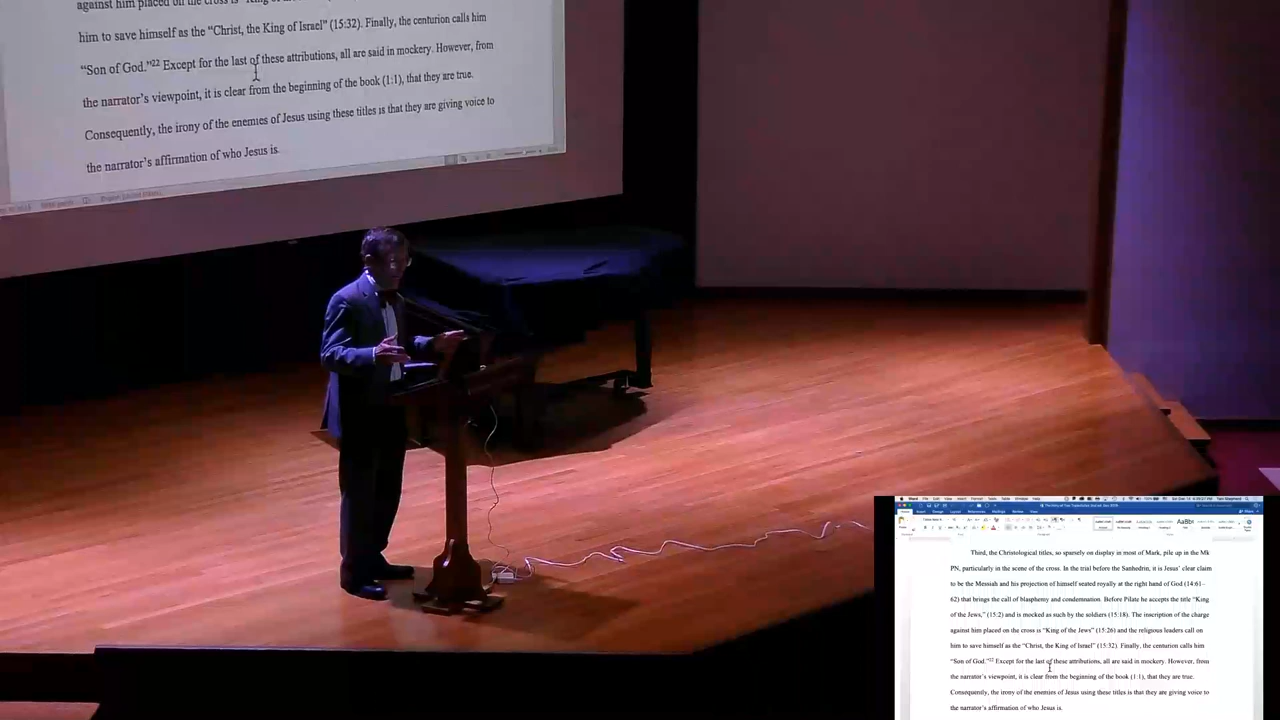 against him placed on the cross is "King of the
him to save himself as the "Christ, the King of Israel" (15:32). Finally, the centurion calls him
"Son of God."22 Except for the last of these attributions, all are said in mockery. However, from
the narrator's viewpoint, it is clear from the beginning of the book (1:1), that they are true.
Consequently, the irony of the enemies of Jesus using these titles is that they are giving voice to
the narrator's affirmation of who Jesus is.
Third, the Christological titles, so sparsely on display in most of Mark, pile up in the Mk
PN, particularly in the scene of the cross. In the trial before the Sanhedrin, it is Jesus' clear claim
to be the Messiah and his projection of himself seated royally at the right hand of God (14:61–
62) that brings the call of blasphemy and condemnation. Before Pilate he accepts the title "King
of the Jews," (15:2) and is mocked as such by the soldiers (15:18). The inscription of the charge
against him placed on the cross is "King of the Jews" (15:26) and the religious leaders call on
him to save himself as the "Christ, the King of Israel" (15:32). Finally, the centurion calls him
"Son of God."22 Except for the last of these attributions, all are said in mockery. However, from
the narrator's viewpoint, it is clear from the beginning of the book (1:1), that they are true.
Consequently, the irony of the enemies of Jesus using these titles is that they are giving voice to
the narrator's affirmation of who Jesus is.